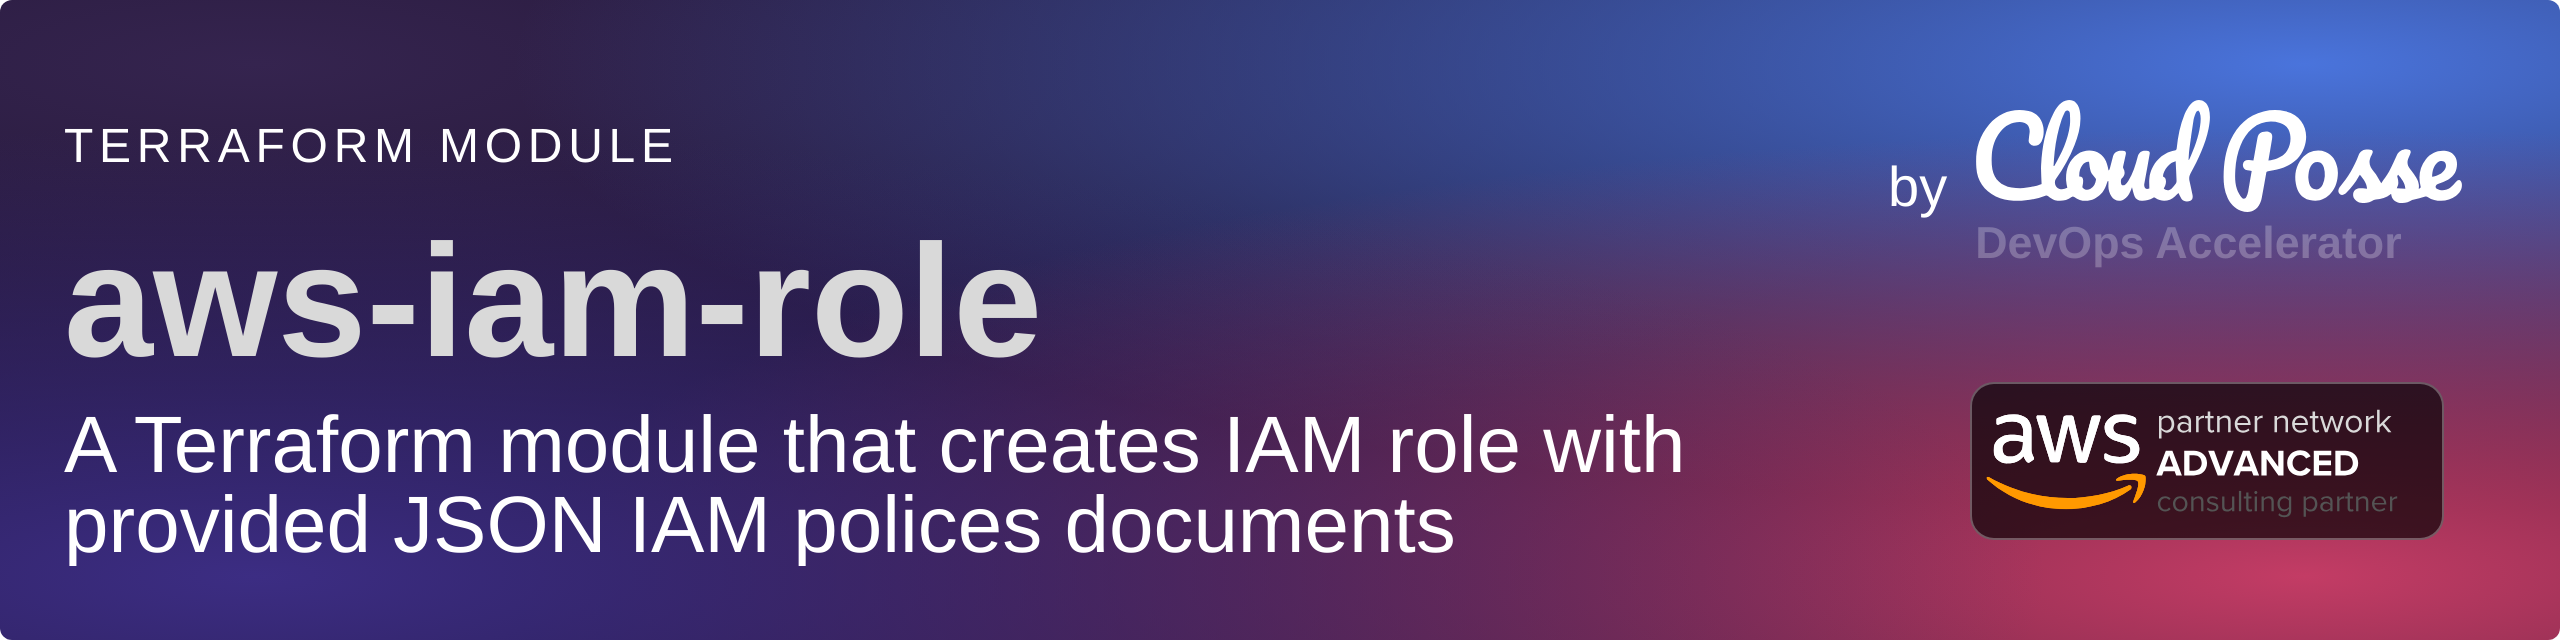 TERRAFORM MODULE
aws-iam-role
A Terraform module that creates IAM role with
provided JSON IAM polices documents
by Cloud Posse
DevOps Accelerator
aws partner network
ADVANCED
consulting partner